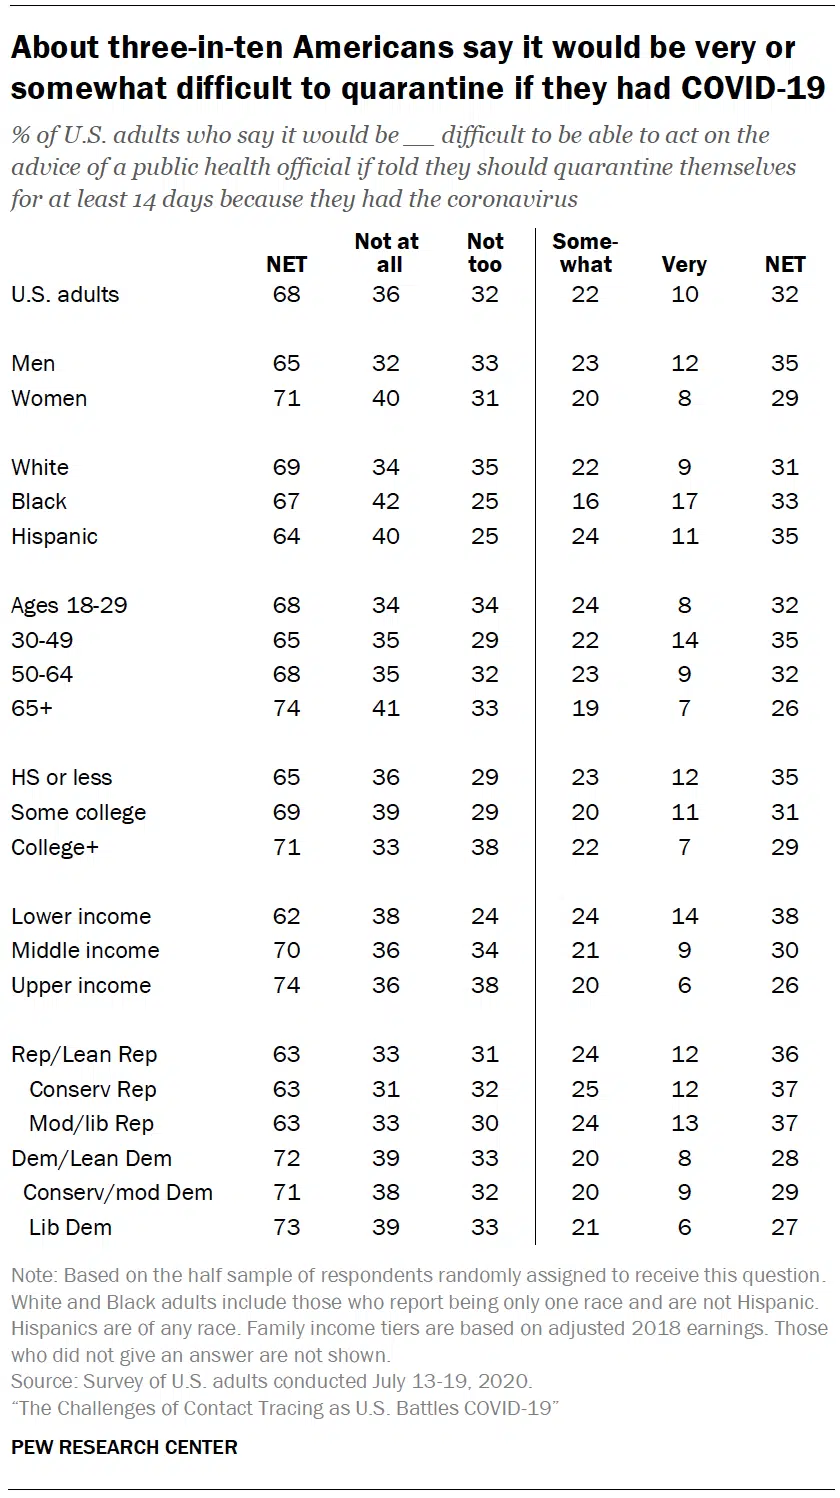 About three-in-ten Americans say it would be very or
somewhat difficult to quarantine if they had COVID-19
% of U.S. adults who say it would be __ difficult to be able to act on the
advice of a public health official if told they should quarantine themselves
for at least 14 days because they had the coronavirus
NET Not at all Not too Some-what Very NET
U.S. adults 68 36 32 22 10 32
Men 65 32 33 23 12 35
Women 71 40 31 20 8 29
White 69 34 35 22 9 31
Black 67 42 25 16 17 33
Hispanic 64 40 25 24 11 35
Ages 18-29 68 34 34 24 8 32
30-49 65 35 29 22 14 35
50-64 68 35 32 23 9 32
65+ 74 41 33 19 7 26
HS or less 65 36 29 23 12 35
Some college 69 39 29 20 11 31
College+ 71 33 38 22 7 29
Lower income 62 38 24 24 14 38
Middle income 70 36 34 21 9 30
Upper income 74 36 38 20 6 26
Rep/Lean Rep 63 33 31 24 12 36
Conserv Rep 63 31 32 25 12 37
Mod/lib Rep 63 33 30 24 13 37
Dem/Lean Dem 72 39 33 20 8 28
Conserv/mod Dem 71 38 32 20 9 29
Lib Dem 73 39 33 21 6 27
Note: Based on the half sample of respondents randomly assigned to receive this question.
White and Black adults include those who report being only one race and are not Hispanic.
Hispanics are of any race. Family income tiers are based on adjusted 2018 earnings. Those
who did not give an answer are not shown.
Source: Survey of U.S. adults conducted July 13-19, 2020.
“The Challenges of Contact Tracing as U.S. Battles COVID-19”
PEW RESEARCH CENTER